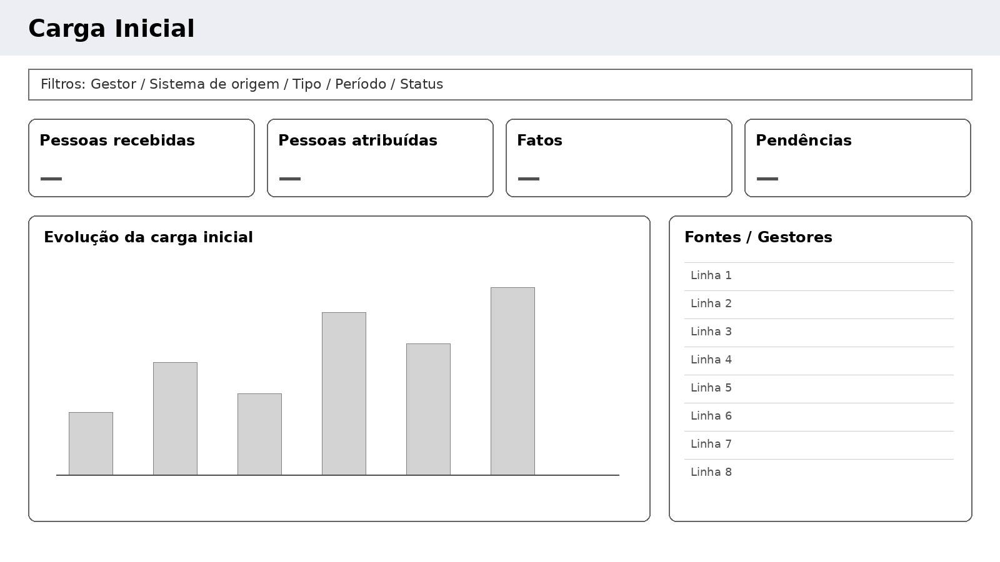 Carga Inicial
Filtros: Gestor / Sistema de origem / Tipo / Período / Status
Pessoas recebidas
—
Pessoas atribuídas
—
Fatos
—
Pendências
—
Evolução da carga inicial
Fontes / Gestores
Linha 1
Linha 2
Linha 3
Linha 4
Linha 5
Linha 6
Linha 7
Linha 8